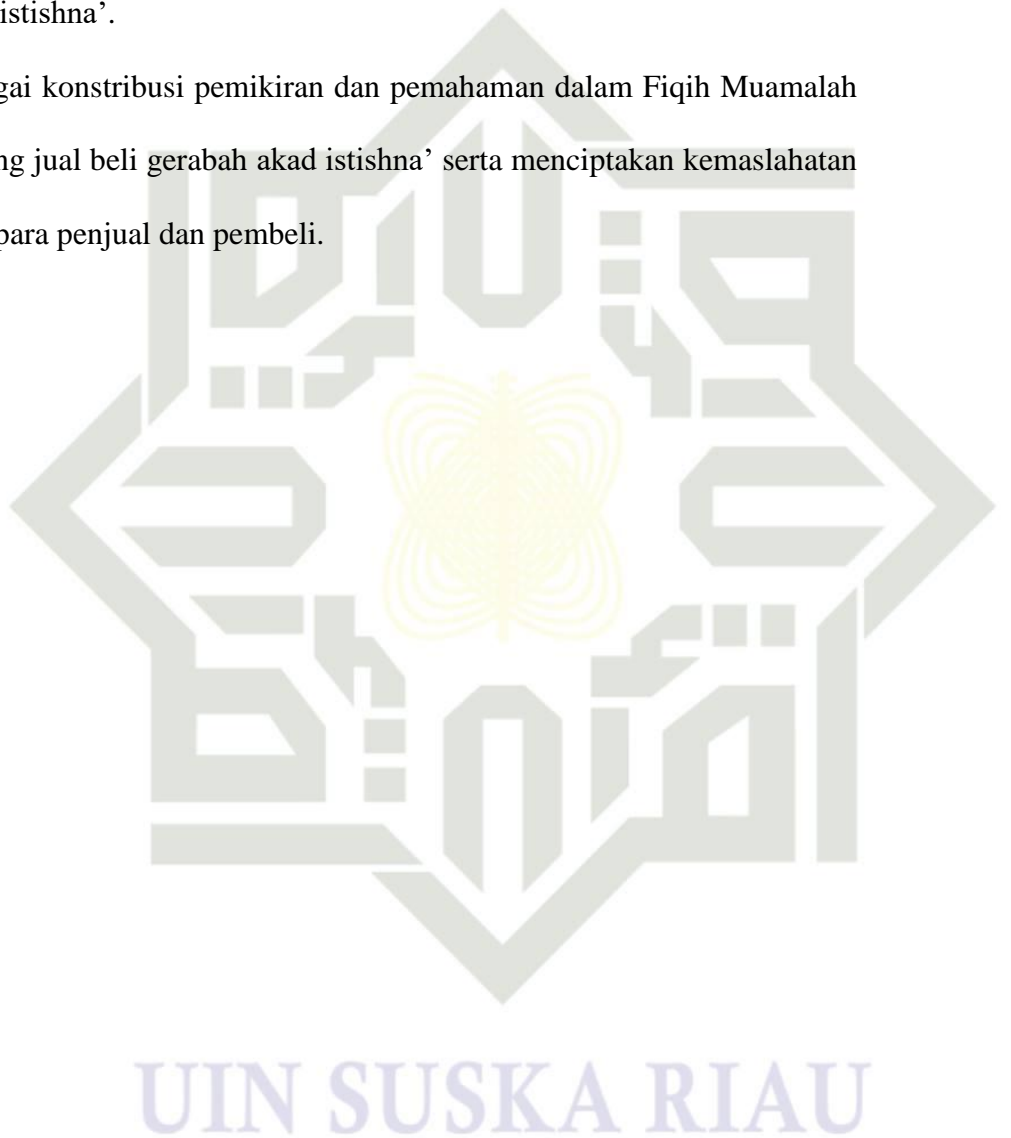 istishna’.
gai konstribusi pemikiran dan pemahaman dalam Fiqih Muamalah
ng jual beli gerabah akad istishna’ serta menciptakan kemaslahatan
para penjual dan pembeli.
UIN SUSKA RIAU